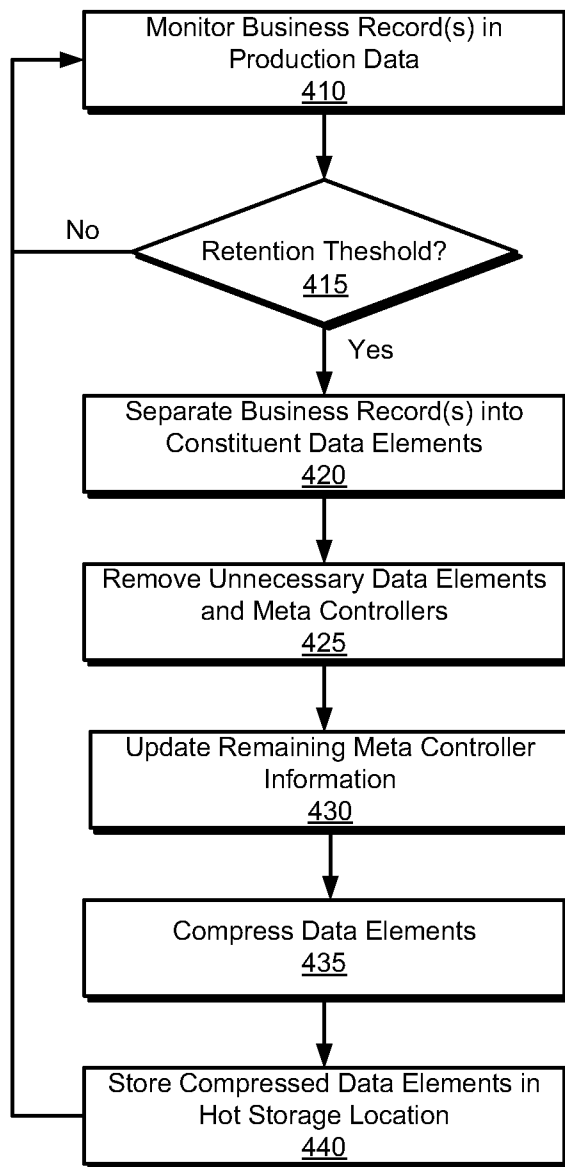 Monitor Business Record(s) in
Production Data
410
No
Retention Theshold?
415
Yes
Separate Business Record(s) into
Constituent Data Elements
420
Remove Unnecessary Data Elements
and Meta Controllers
425
Update Remaining Meta Controller
Information
430
Compress Data Elements
435
Store Compressed Data Elements in
Hot Storage Location
440